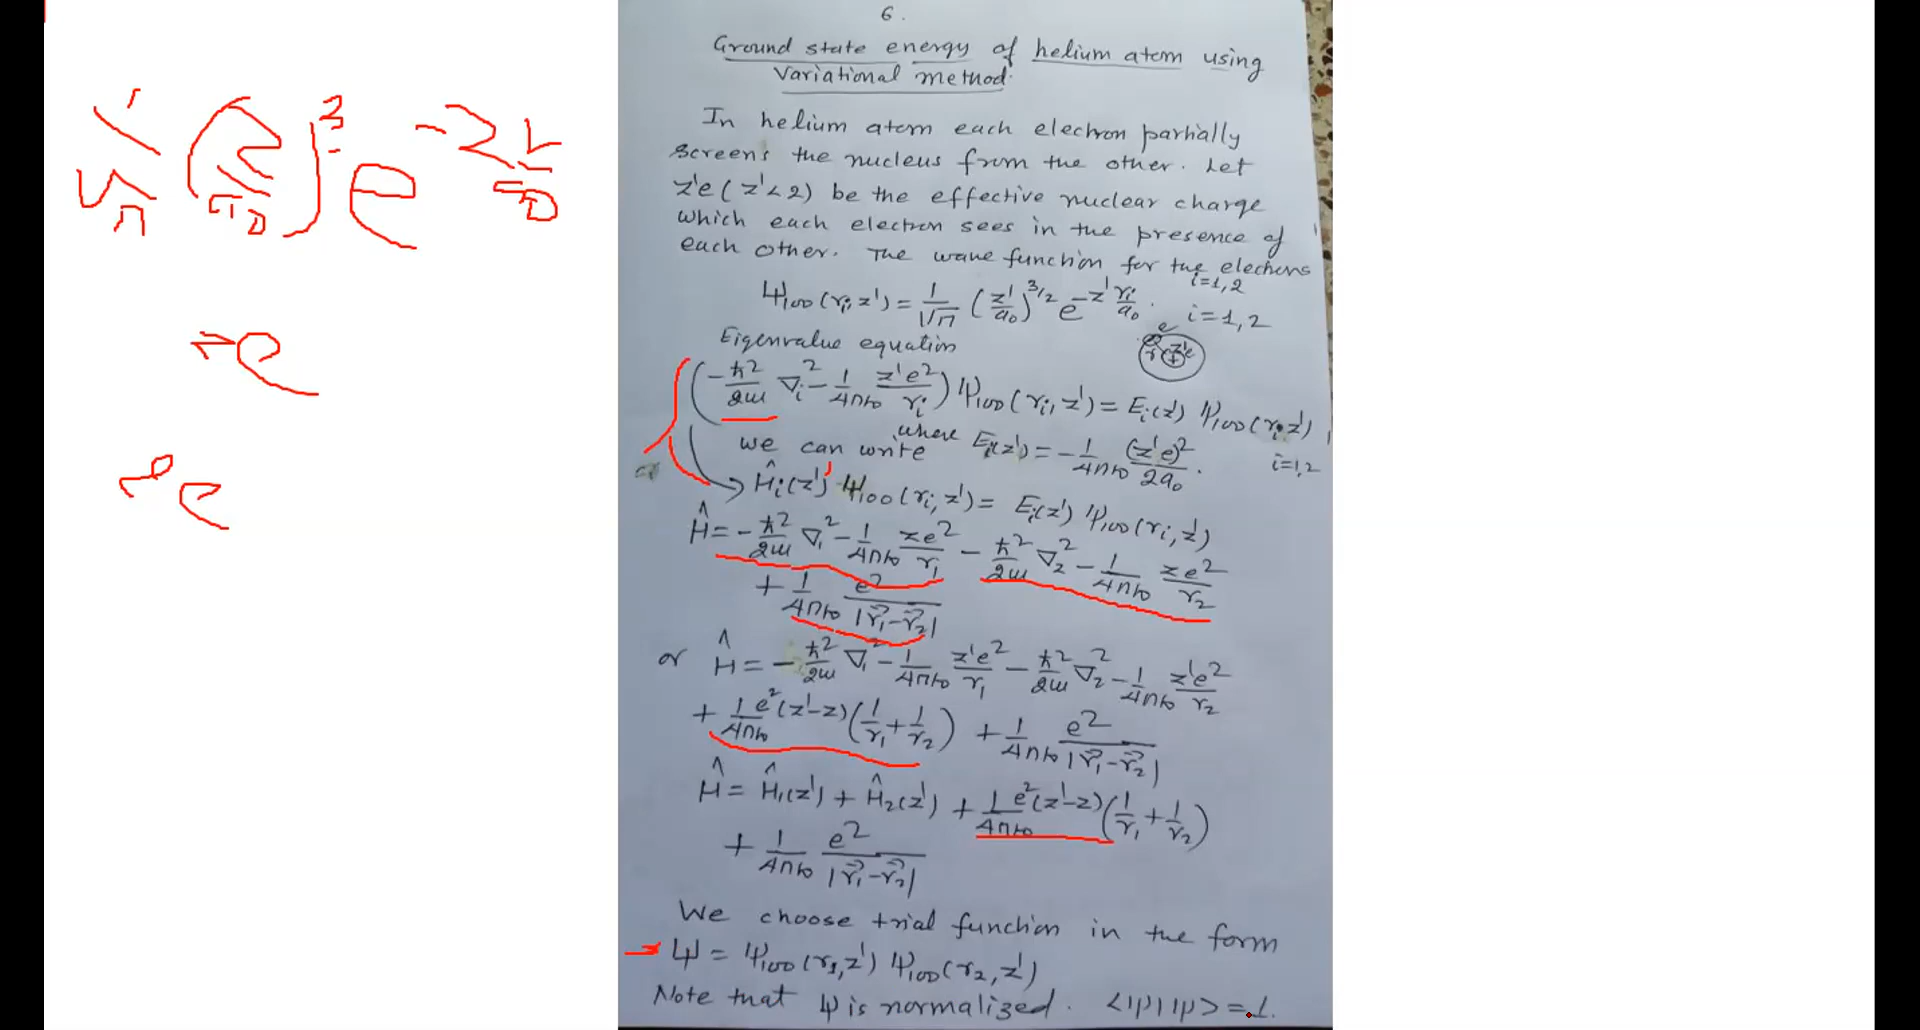 6.
Ground state energy of helium atom using
Variational method.
In helium atom each electron partially
screens the nucleus from the other. Let
z'e (z'<2) be the effective nuclear charge
which each electron sees in the presence of
each other. The wave function for the electrons
i=1,2
ψ₁₀₀(rᵢ, z') = 1/√π (z'/a₀)^3/2 e^-z' rᵢ/a₀. i=1,2
Eigenvalue equation
(-ħ²/2m ∇ᵢ² - 1/4πε₀ z'e²/rᵢ) ψ₁₀₀(rᵢ, z') = Eᵢ(z') ψ₁₀₀(rᵢ, z')
we can write where Eᵢ(z') = -1/4πε₀ (z'e)²/2a₀. i=1,2
Ĥᵢ(z') ψ₁₀₀(rᵢ, z') = Eᵢ(z') ψ₁₀₀(rᵢ, z')
Ĥ = -ħ²/2m ∇₁² - 1/4πε₀ ze²/r₁ - ħ²/2m ∇₂² - 1/4πε₀ ze²/r₂
+ 1/4πε₀ e²/|r⃗₁-r⃗₂|
or Ĥ = -ħ²/2m ∇₁² - 1/4πε₀ z'e²/r₁ - ħ²/2m ∇₂² - 1/4πε₀ z'e²/r₂
+ 1/4πε₀ e²(z'-z)(1/r₁ + 1/r₂) + 1/4πε₀ e²/|r⃗₁-r⃗₂|
Ĥ = Ĥ₁(z') + Ĥ₂(z') + 1/4πε₀ e²(z'-z)(1/r₁ + 1/r₂)
+ 1/4πε₀ e²/|r⃗₁-r⃗₂|
We choose trial function in the form
ψ = ψ₁₀₀(r₁, z') ψ₁₀₀(r₂, z')
Note that ψ is normalized. <ψ|ψ> = 1.